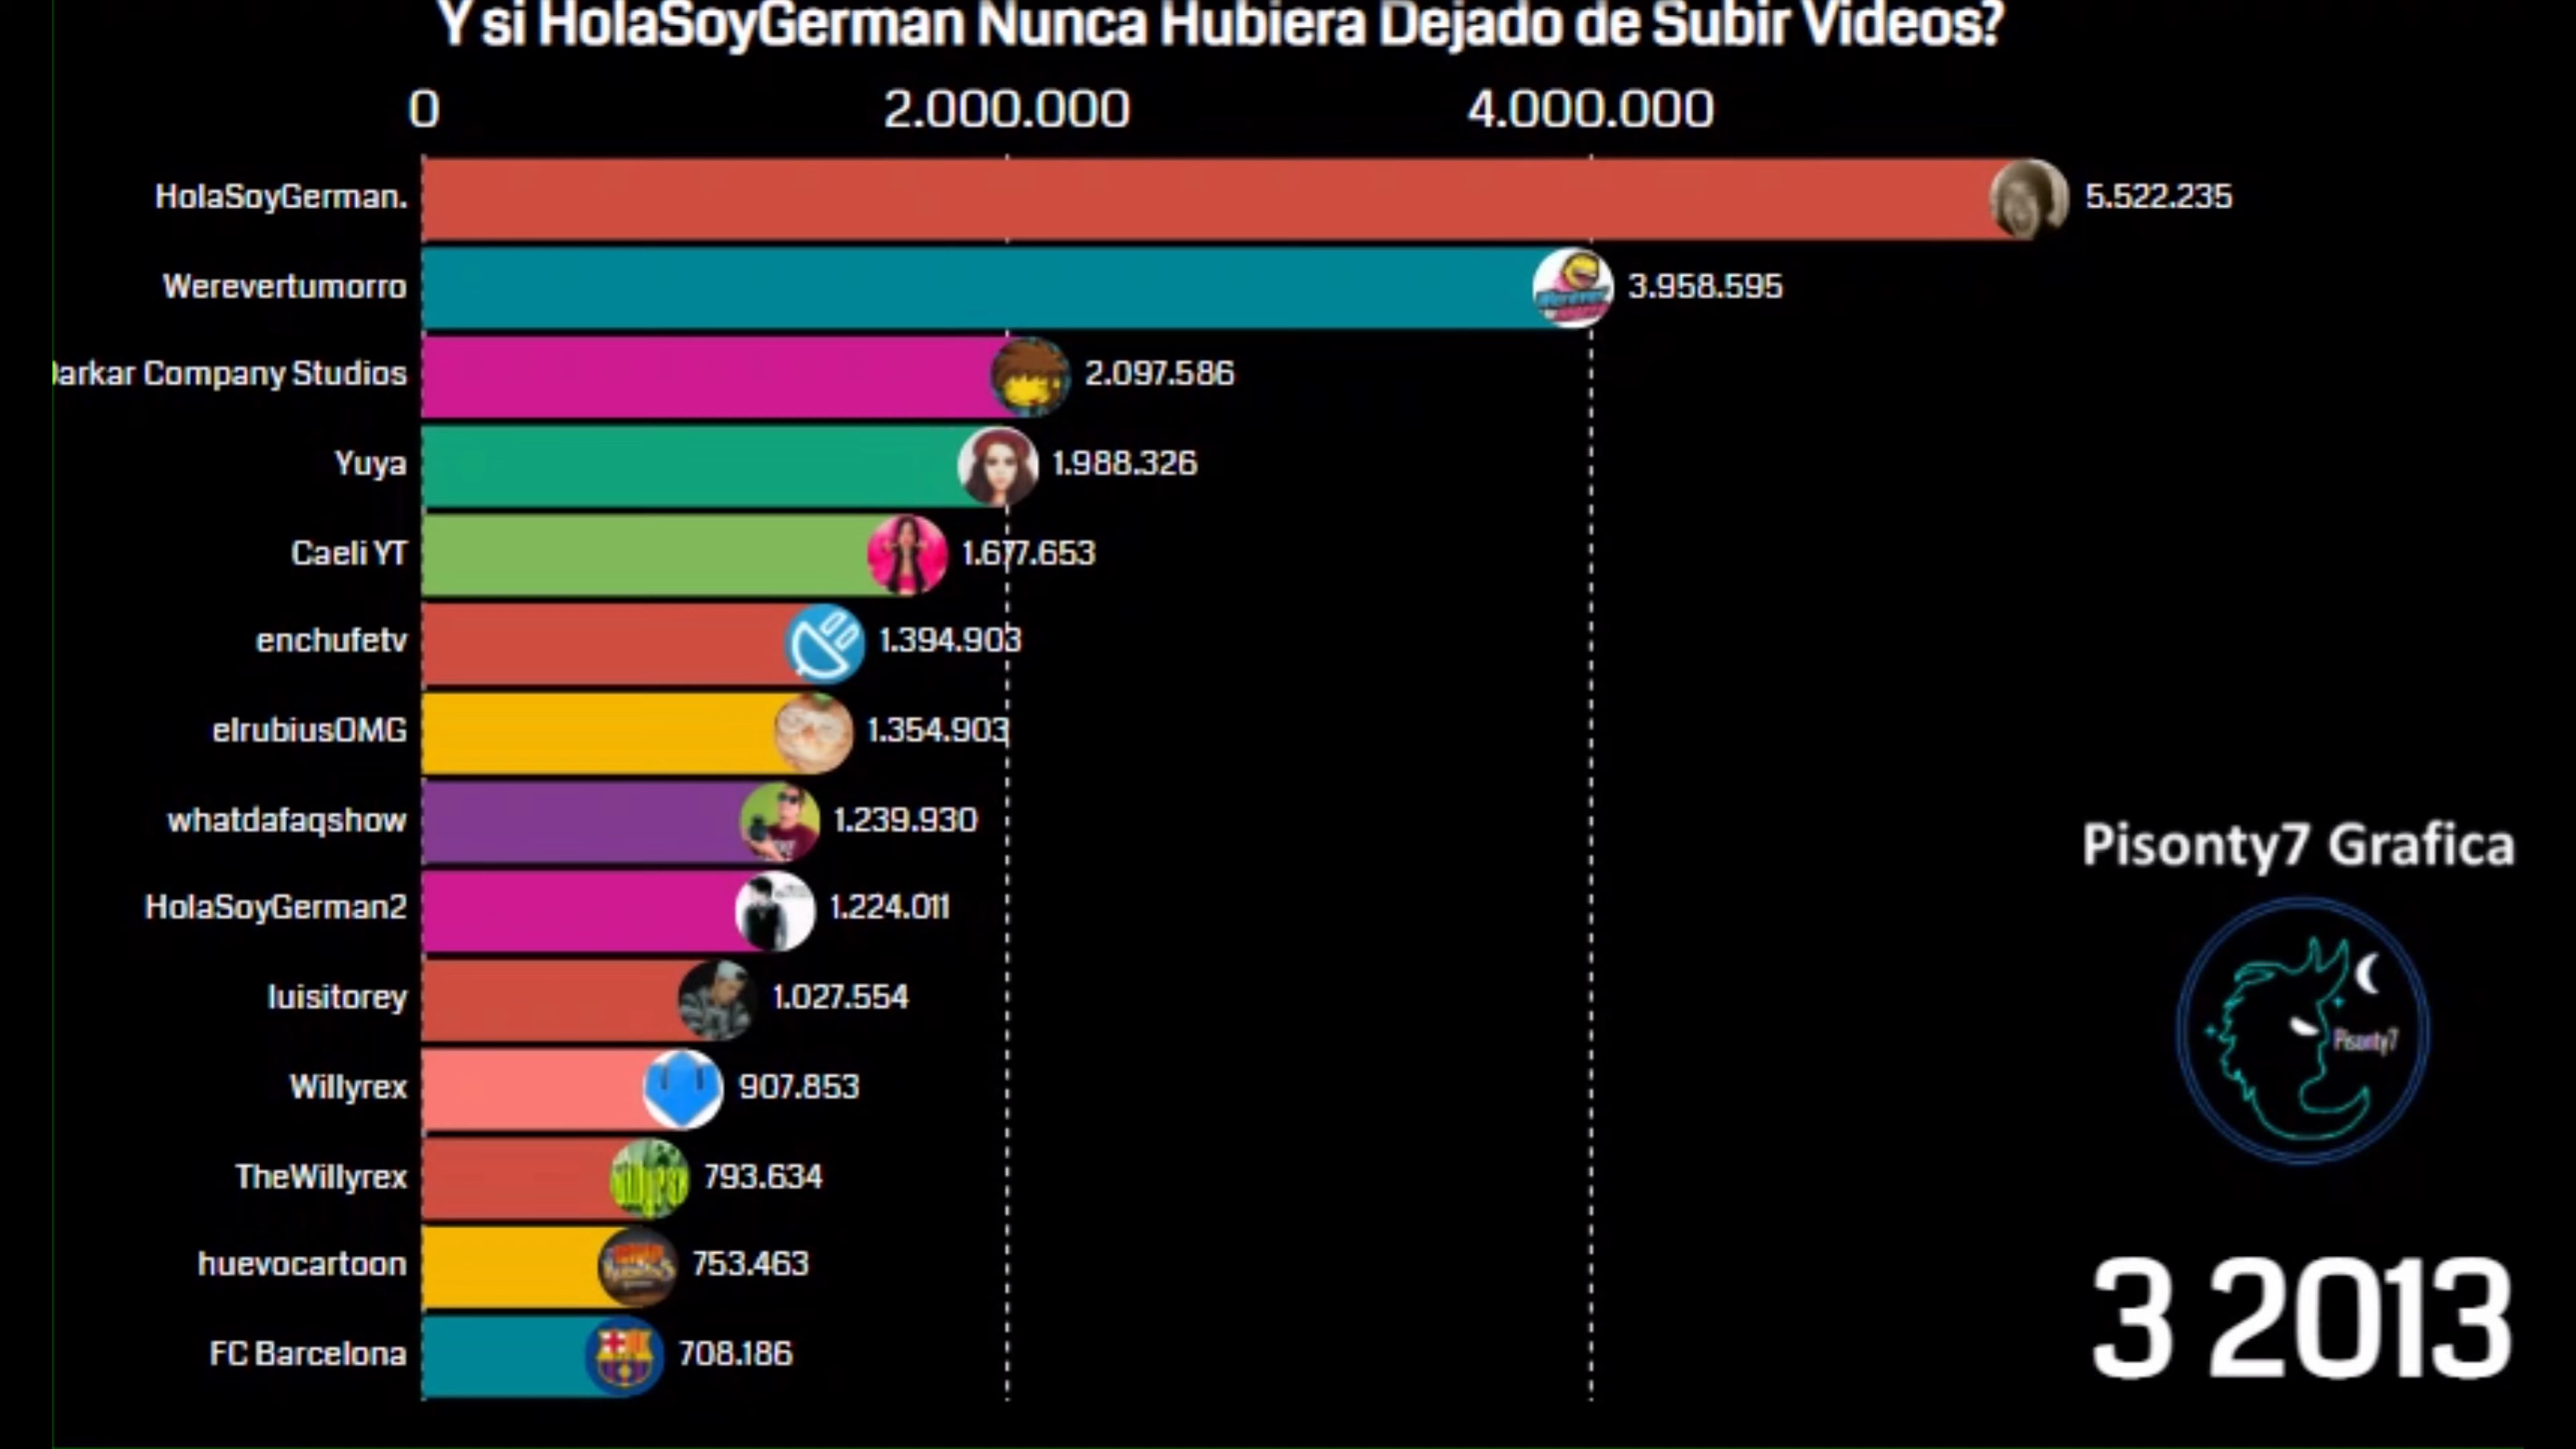 Y si HolaSoyGerman Nunca Hubiera Dejado de Subir Videos?
0 2.000.000 4.000.000
HolaSoyGerman. 5.522.235
Werevertumorro 3.958.595
arkar Company Studios 2.097.586
Yuya 1.988.326
Caeli YT 1.677.653
enchufetv 1.394.903
elrubiusOMG 1.354.903
whatdafaqshow 1.239.930
HolaSoyGerman2 1.224.011
luisitorey 1.027.554
Willyrex 907.853
TheWillyrex 793.634
huevocartoon 753.463
FC Barcelona 708.186
Pisonty7 Grafica
Pisonty7
3 2013